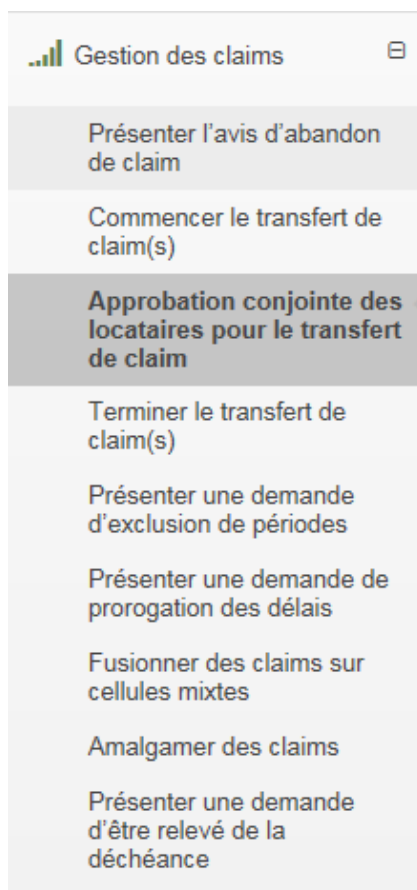 Gestion des claims
Présenter l’avis d’abandon
de claim
Commencer le transfert de
claim(s)
Approbation conjointe des
locataires pour le transfert
de claim
Terminer le transfert de
claim(s)
Présenter une demande
d’exclusion de périodes
Présenter une demande de
prorogation des délais
Fusionner des claims sur
cellules mixtes
Amalgamer des claims
Présenter une demande
d’être relevé de la
déchéance